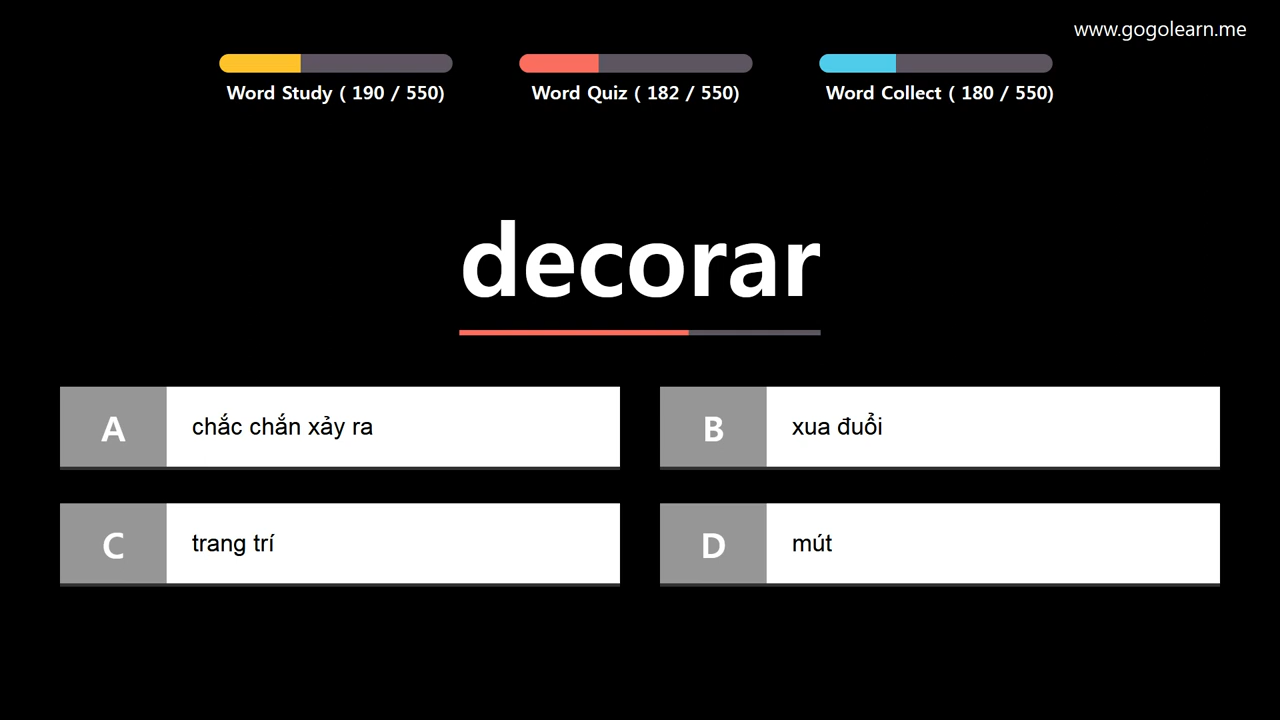 www.gogolearn.me
Word Study ( 190 / 550)
Word Quiz ( 182 / 550)
Word Collect ( 180 / 550)
decorar
A
chắc chắn xảy ra
B
xua đuổi
C
trang trí
D
mút